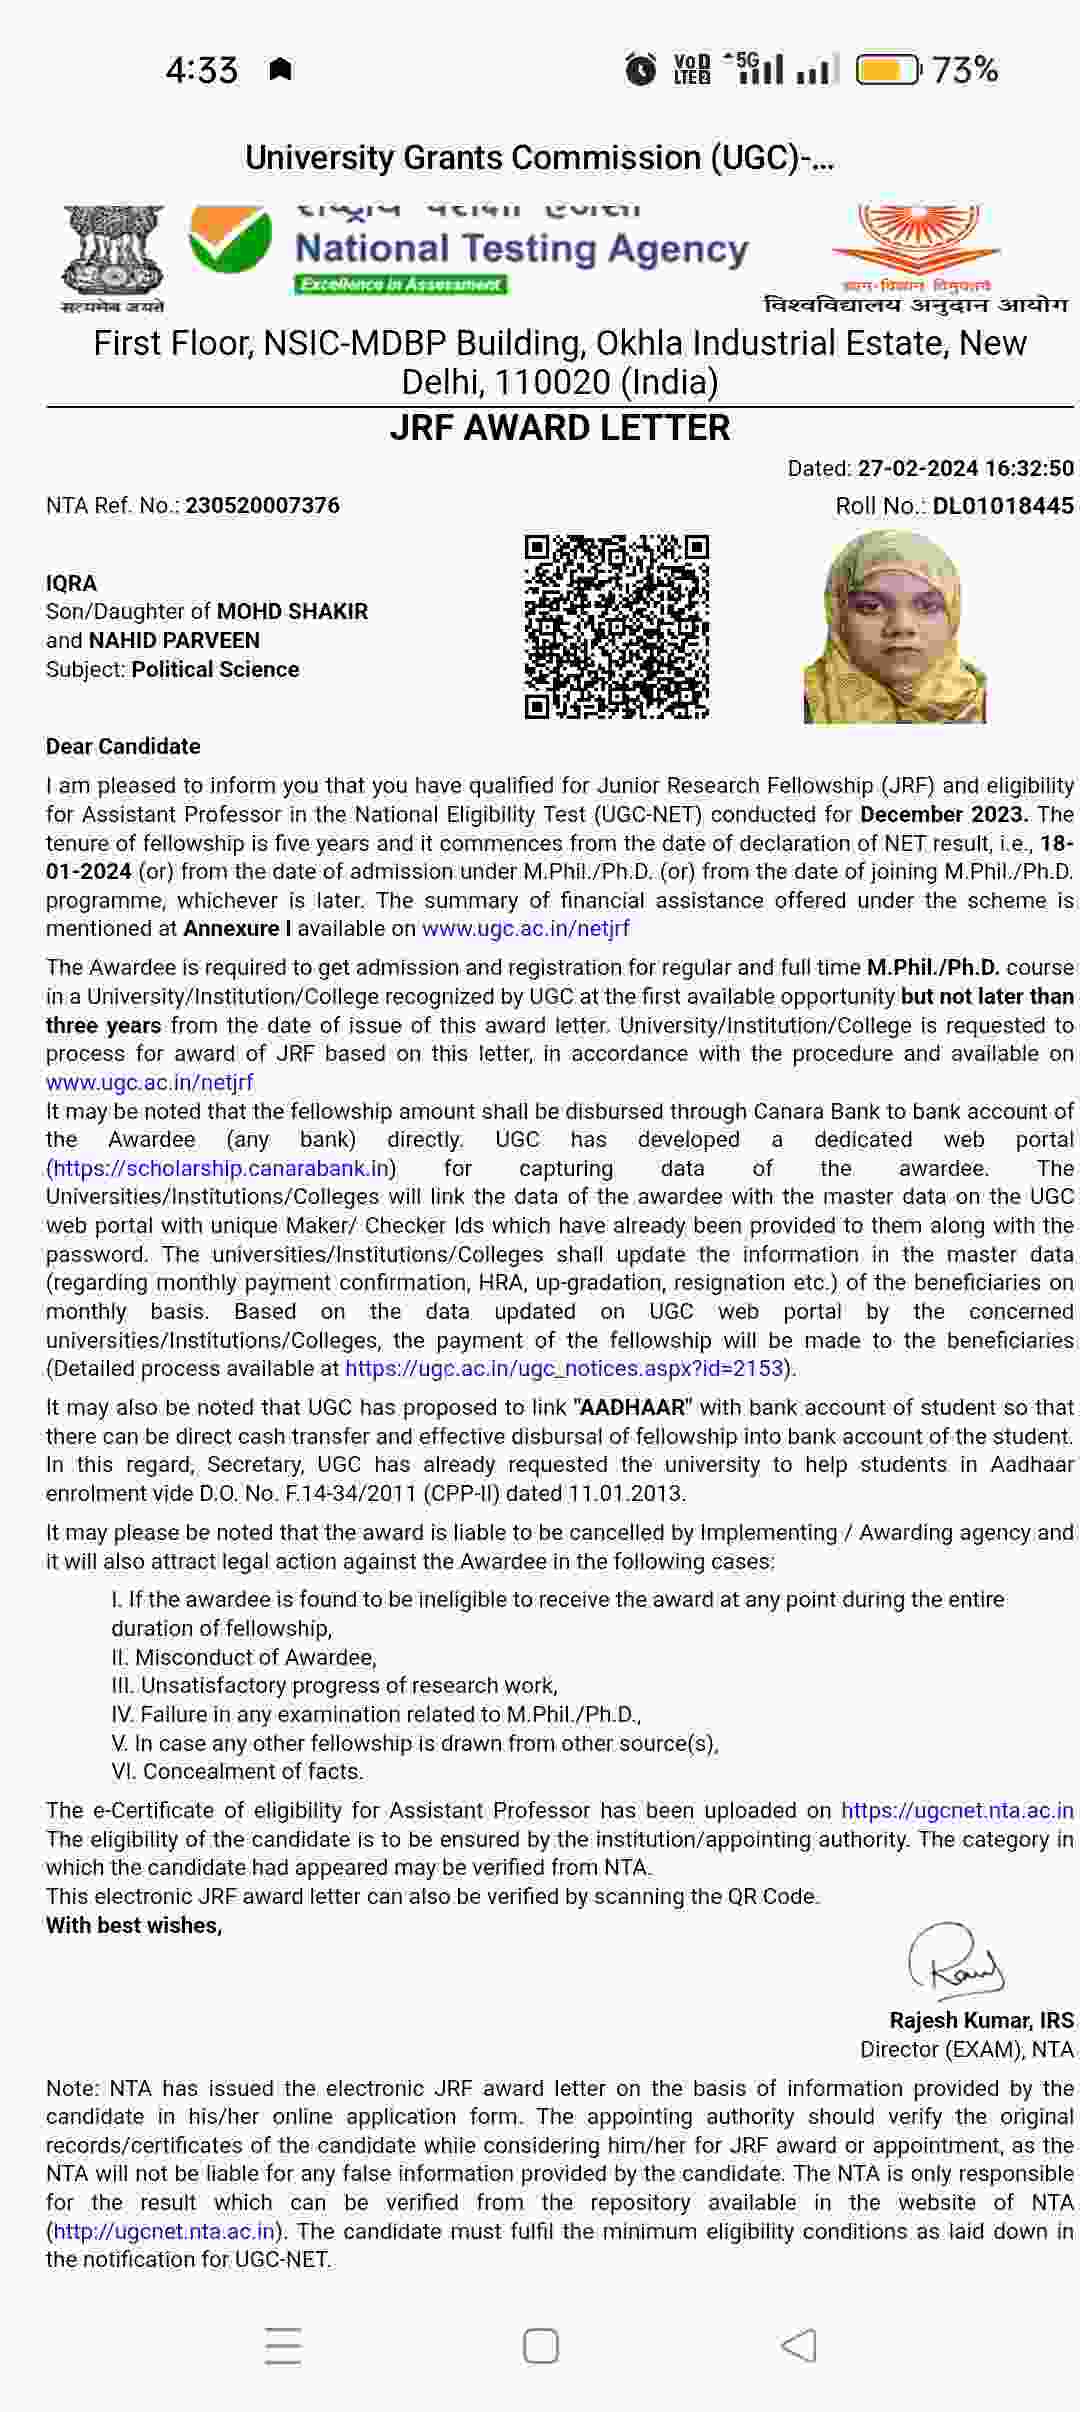 4:33
VoD
LTE2
5G
73%
University Grants Commission (UGC)-...
राष्ट्रीय परीक्षा एजेंसी
National Testing Agency
Excellence in Assessment
सत्यमेव जयते
ज्ञान-विज्ञान विमुक्तये
विश्वविद्यालय अनुदान आयोग
First Floor, NSIC-MDBP Building, Okhla Industrial Estate, New
Delhi, 110020 (India)
JRF AWARD LETTER
Dated: 27-02-2024 16:32:50
NTA Ref. No.: 230520007376
Roll No.: DL01018445
IQRA
Son/Daughter of MOHD SHAKIR
and NAHID PARVEEN
Subject: Political Science
Dear Candidate
I am pleased to inform you that you have qualified for Junior Research Fellowship (JRF) and eligibility
for Assistant Professor in the National Eligibility Test (UGC-NET) conducted for December 2023. The
tenure of fellowship is five years and it commences from the date of declaration of NET result, i.e., 18-
01-2024 (or) from the date of admission under M.Phil./Ph.D. (or) from the date of joining M.Phil./Ph.D.
programme, whichever is later. The summary of financial assistance offered under the scheme is
mentioned at Annexure I available on www.ugc.ac.in/netjrf
The Awardee is required to get admission and registration for regular and full time M.Phil./Ph.D. course
in a University/Institution/College recognized by UGC at the first available opportunity but not later than
three years from the date of issue of this award letter. University/Institution/College is requested to
process for award of JRF based on this letter, in accordance with the procedure and available on
www.ugc.ac.in/netjrf
It may be noted that the fellowship amount shall be disbursed through Canara Bank to bank account of
the Awardee (any bank) directly. UGC has developed a dedicated web portal
(https://scholarship.canarabank.in) for capturing data of the awardee. The
Universities/Institutions/Colleges will link the data of the awardee with the master data on the UGC
web portal with unique Maker/ Checker Ids which have already been provided to them along with the
password. The universities/Institutions/Colleges shall update the information in the master data
(regarding monthly payment confirmation, HRA, up-gradation, resignation etc.) of the beneficiaries on
monthly basis. Based on the data updated on UGC web portal by the concerned
universities/Institutions/Colleges, the payment of the fellowship will be made to the beneficiaries
(Detailed process available at https://ugc.ac.in/ugc_notices.aspx?id=2153).
It may also be noted that UGC has proposed to link "AADHAAR" with bank account of student so that
there can be direct cash transfer and effective disbursal of fellowship into bank account of the student.
In this regard, Secretary, UGC has already requested the university to help students in Aadhaar
enrolment vide D.O. No. F.14-34/2011 (CPP-II) dated 11.01.2013.
It may please be noted that the award is liable to be cancelled by Implementing / Awarding agency and
it will also attract legal action against the Awardee in the following cases:
I. If the awardee is found to be ineligible to receive the award at any point during the entire
duration of fellowship,
II. Misconduct of Awardee,
III. Unsatisfactory progress of research work,
IV. Failure in any examination related to M.Phil./Ph.D.,
V. In case any other fellowship is drawn from other source(s),
VI. Concealment of facts.
The e-Certificate of eligibility for Assistant Professor has been uploaded on https://ugcnet.nta.ac.in
The eligibility of the candidate is to be ensured by the institution/appointing authority. The category in
which the candidate had appeared may be verified from NTA.
This electronic JRF award letter can also be verified by scanning the QR Code.
With best wishes,
Rajesh Kumar, IRS
Director (EXAM), NTA
Note: NTA has issued the electronic JRF award letter on the basis of information provided by the
candidate in his/her online application form. The appointing authority should verify the original
records/certificates of the candidate while considering him/her for JRF award or appointment, as the
NTA will not be liable for any false information provided by the candidate. The NTA is only responsible
for the result which can be verified from the repository available in the website of NTA
(http://ugcnet.nta.ac.in). The candidate must fulfil the minimum eligibility conditions as laid down in
the notification for UGC-NET.